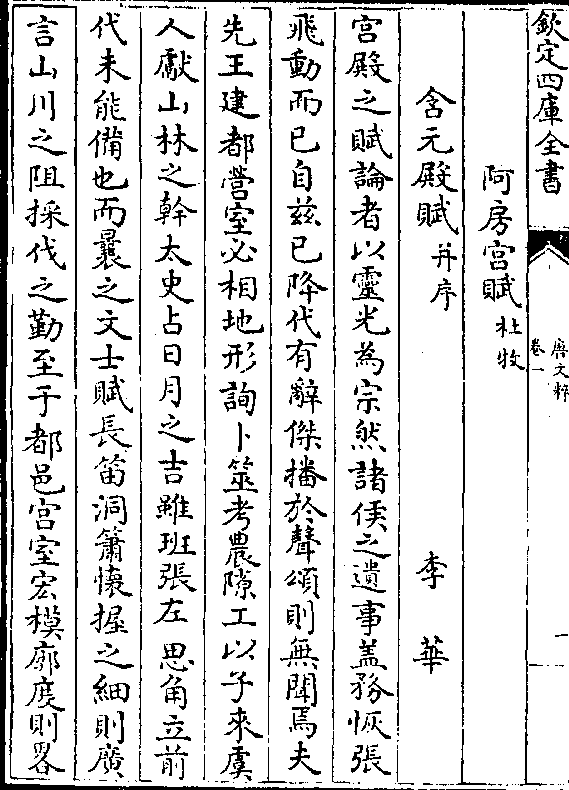 欽定四庫全書
唐文粹
卷一
一
阿房宫賦杜牧
含元殿賦并序 李華
宫殿之賦論者以靈光為宗然諸侯之遺事盖務恢張
飛動而已自兹已降代有辭傑播於聲頌則無聞焉夫
先王建都營室必相地形詢卜筮考農隙工以子來虞
人獻山林之幹太史占日月之吉雖班張左思角立前
代未能備也而曩之文士賦長笛洞簫懷握之細則廣
言山川之阻採伐之勤至于都邑宫室宏模廓度則畧